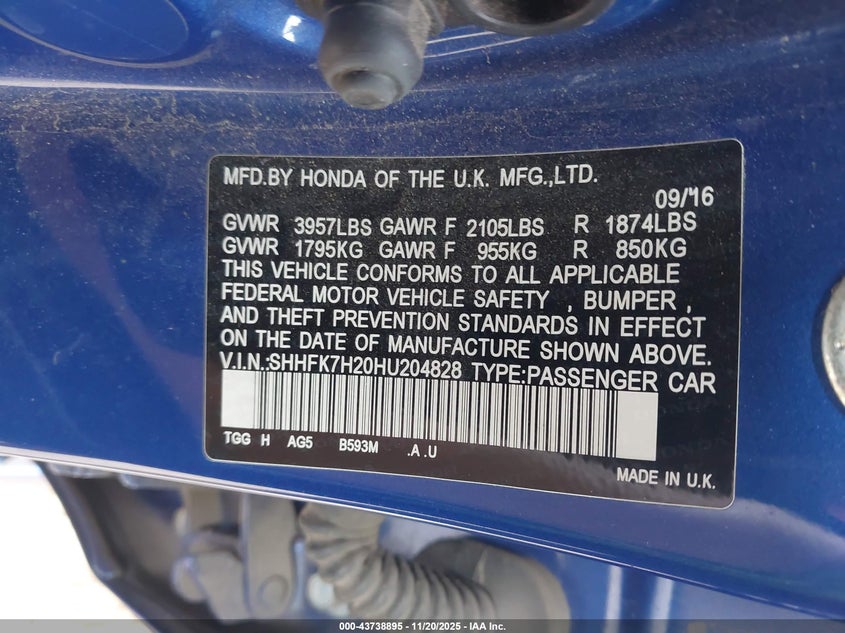 MFD.BY HONDA OF THE U.K. MFG.,LTD.
09/16
GVWR 3957LBS GAWR F 2105LBS R 1874LBS
GVWR 1795KG GAWR F 955KG R 850KG
THIS VEHICLE CONFORMS TO ALL APPLICABLE
FEDERAL MOTOR VEHICLE SAFETY , BUMPER ,
AND THEFT PREVENTION STANDARDS IN EFFECT
ON THE DATE OF MANUFACTURE SHOWN ABOVE.
V.I.N.:SHHFK7H20HU204828 TYPE:PASSENGER CAR
TGG H AG5 B593M .A .U
MADE IN U.K.
000-43738895 - 11/20/2025 - IAA Inc.